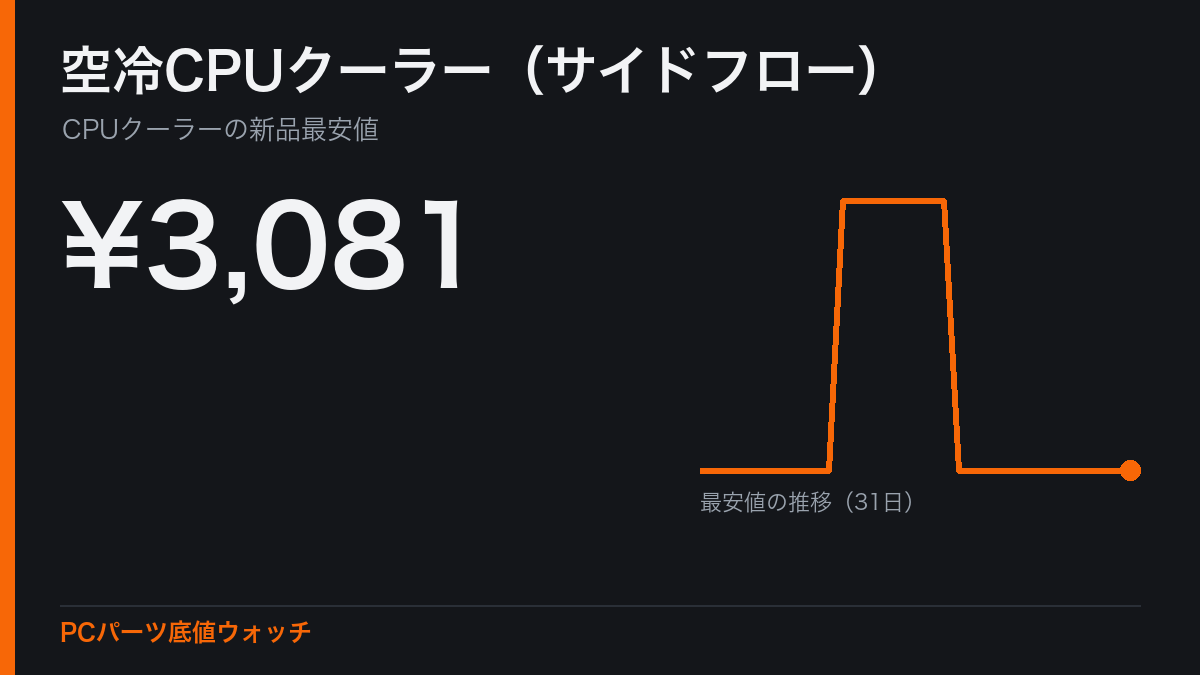 空冷CPUクーラー（サイドフロー）
CPUクーラーの新品最安値
¥3,081
最安値の推移（31日）
PCパーツ底値ウォッチ